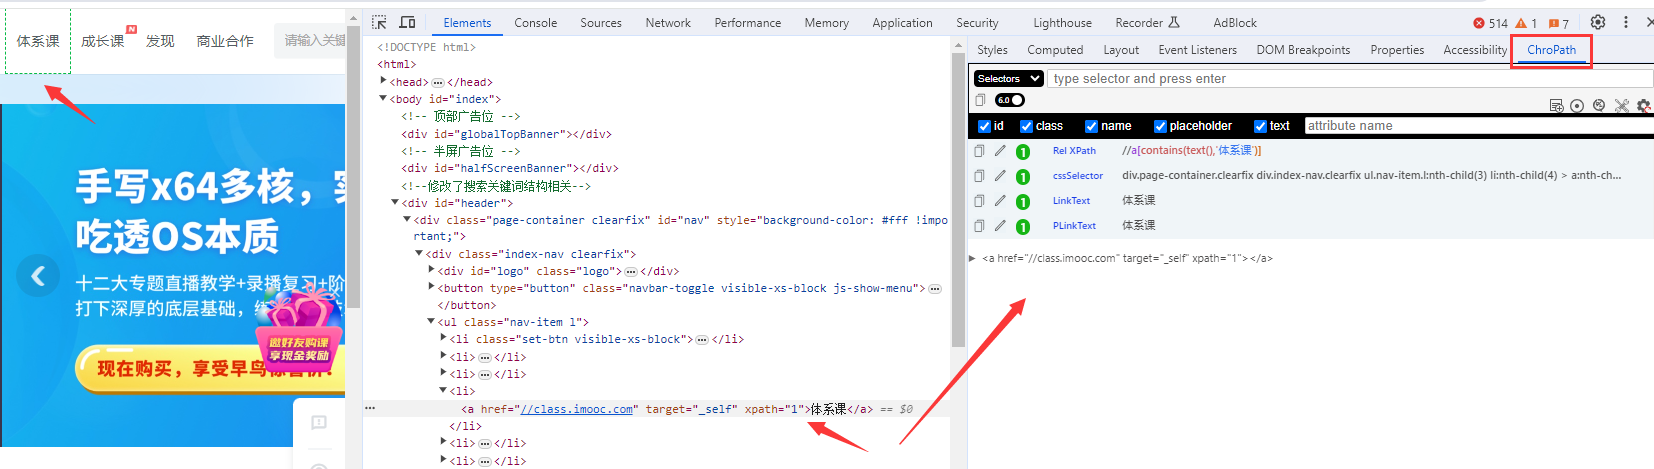 体系课 成长课 N 发现 商业合作 请输入关键
手写x64多核，实
吃透OS本质
十二大专题直播教学+录播复习+阶
打下深厚的底层基础，
邀好友购课
享现金奖励
现在购买，享受早鸟
Elements Console Sources Network Performance Memory Application Security Lighthouse Recorder AdBlock 514 1 7
<!DOCTYPE html>
<html>
<head> … </head>
<body id="index">
<!-- 顶部广告位 -->
<div id="globalTopBanner"></div>
<!-- 半屏广告位 -->
<div id="halfScreenBanner"></div>
<!--修改了搜索关键词结构相关-->
<div id="header">
<div class="page-container clearfix" id="nav" style="background-color: #fff !imp
ortant;">
<div class="index-nav clearfix">
<div id="logo" class="logo"> … </div>
<button type="button" class="navbar-toggle visible-xs-block js-show-menu"> …
</button>
<ul class="nav-item l">
<li class="set-btn visible-xs-block"> … </li>
<li> … </li>
<li> … </li>
<li>
… <a href="//class.imooc.com" target="_self" xpath="1">体系课</a> == $0
</li>
<li> … </li>
<li> … </li>
Styles Computed Layout Event Listeners DOM Breakpoints Properties Accessibility ChroPath
Selectors type selector and press enter
6.0
id class name placeholder text attribute name
1 Rel XPath //a[contains(text(),'体系课')]
1 cssSelector div.page-container.clearfix div.index-nav.clearfix ul.nav-item.l:nth-child(3) li:nth-child(4) > a:nth-ch...
1 LinkText 体系课
1 PLinkText 体系课
<a href="//class.imooc.com" target="_self" xpath="1"></a>